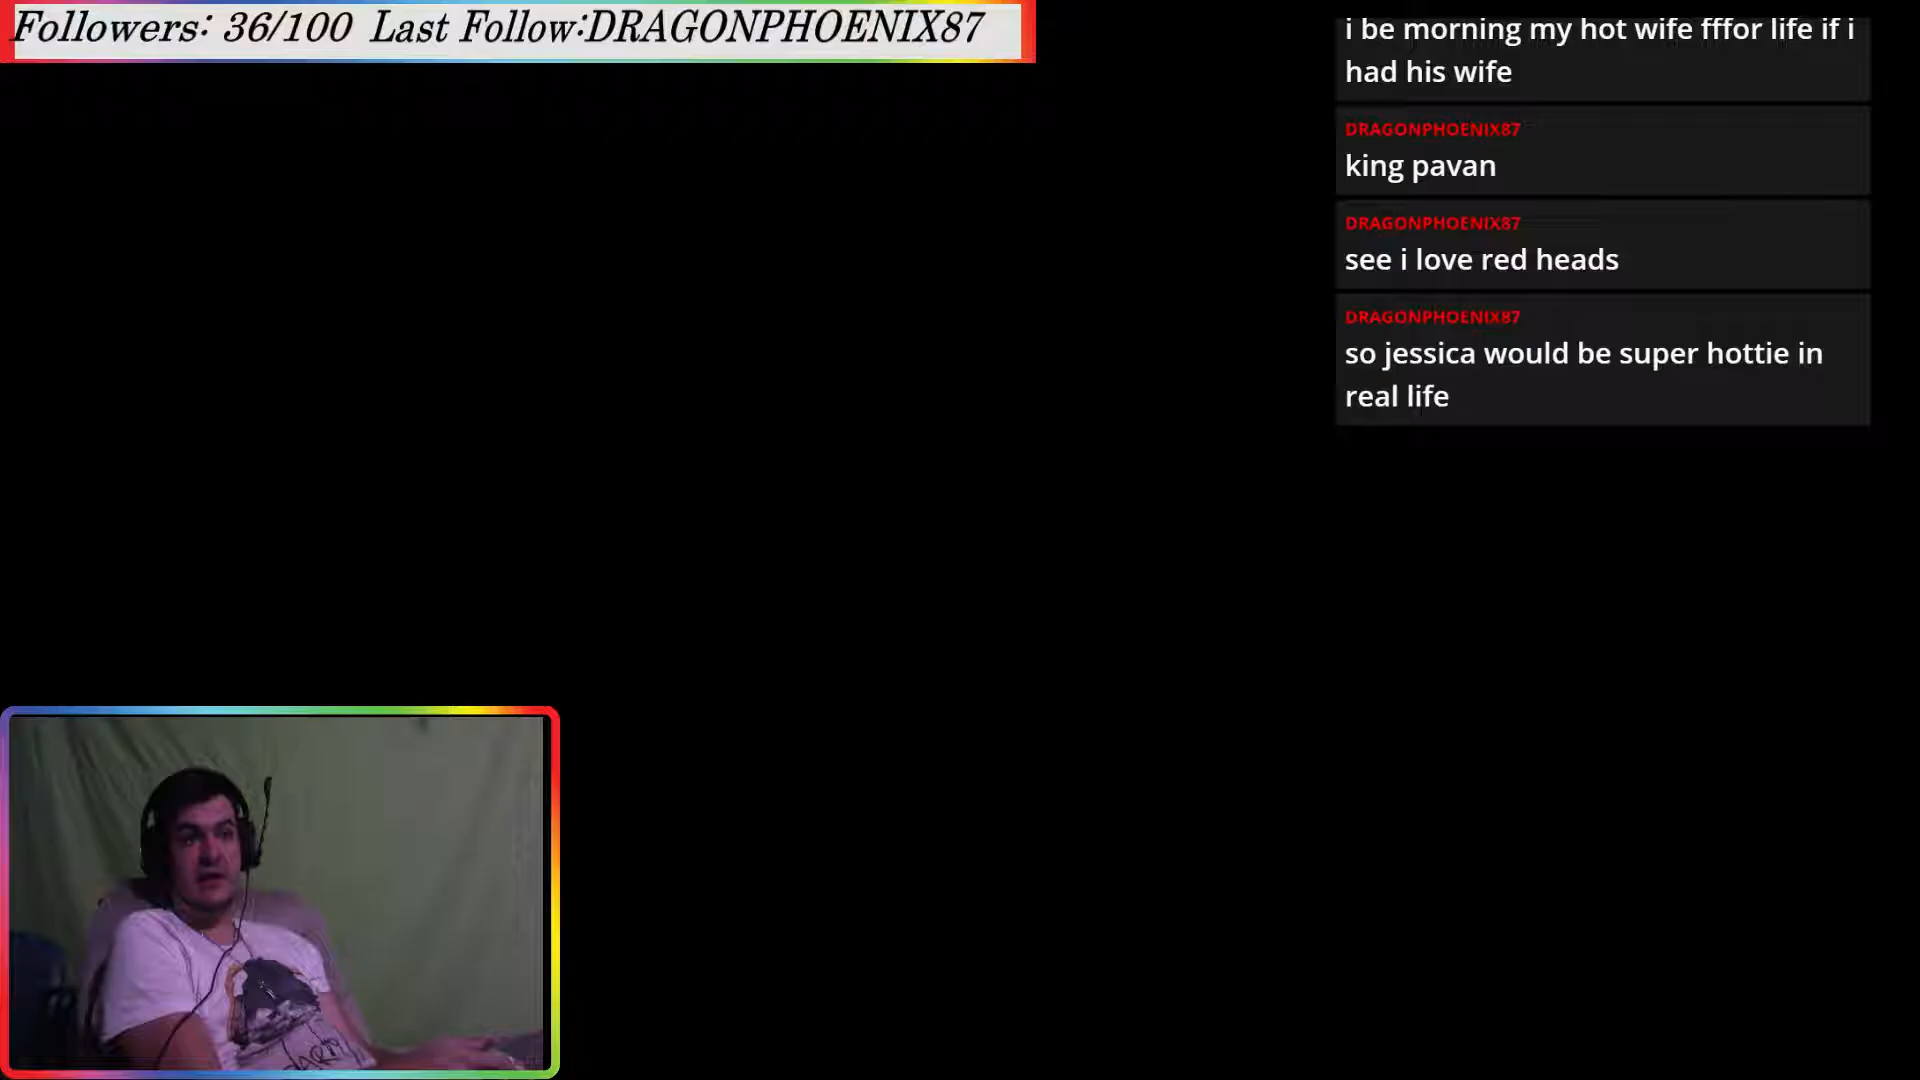 Followers: 36/100 Last Follow:DRAGONPHOENIX87
i be morning my hot wife fffor life if i
had his wife
DRAGONPHOENIX87
king pavan
DRAGONPHOENIX87
see i love red heads
DRAGONPHOENIX87
so jessica would be super hottie in
real life